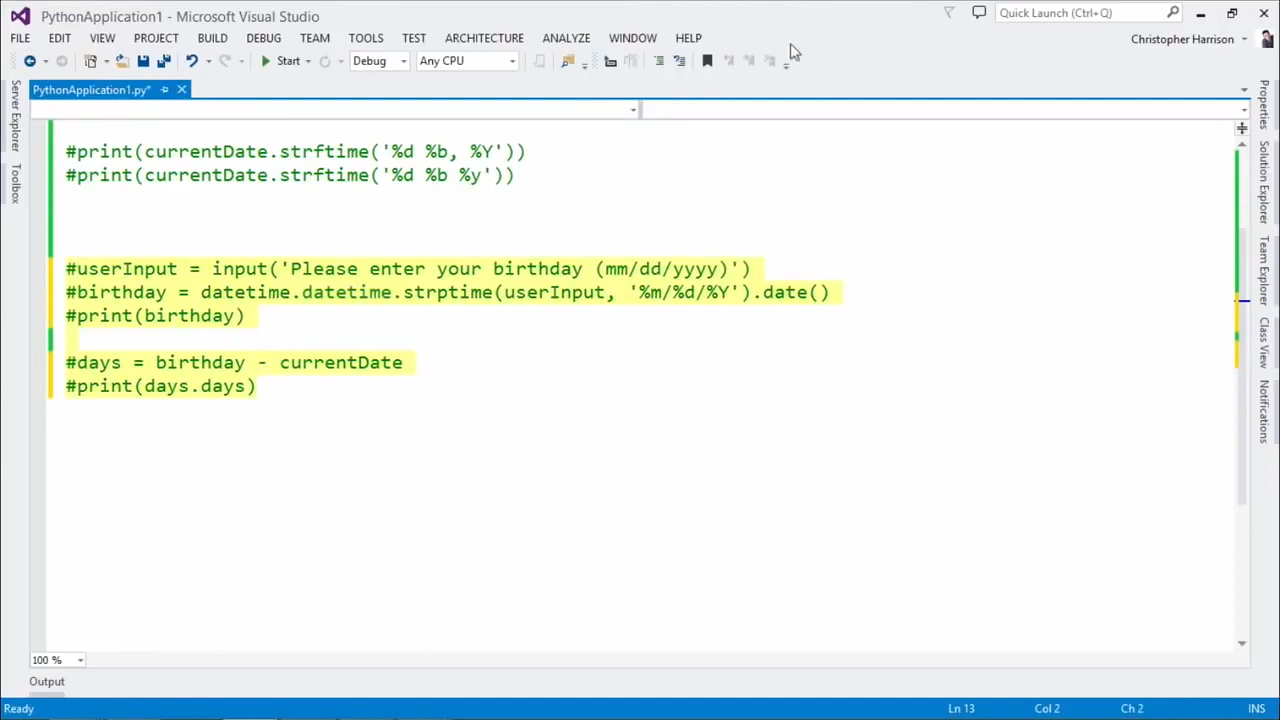 PythonApplication1 - Microsoft Visual Studio
Quick Launch (Ctrl+Q)
FILE EDIT VIEW PROJECT BUILD DEBUG TEAM TOOLS TEST ARCHITECTURE ANALYZE WINDOW HELP
Christopher Harrison
Start Debug Any CPU
PythonApplication1.py*
Server Explorer
Toolbox
#print(currentDate.strftime('%d %b, %Y'))
#print(currentDate.strftime('%d %b %y'))
#userInput = input('Please enter your birthday (mm/dd/yyyy)')
#birthday = datetime.datetime.strptime(userInput, '%m/%d/%Y').date()
#print(birthday)
#days = birthday - currentDate
#print(days.days)
Properties
Solution Explorer
Team Explorer
Class View
Notifications
100 %
Output
Ready Ln 13 Col 2 Ch 2 INS